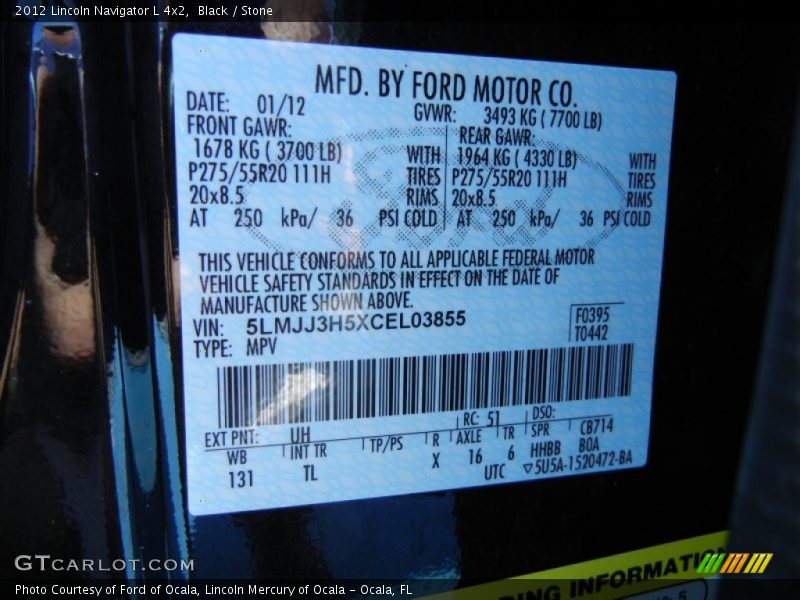 2012 Lincoln Navigator L 4x2, Black / Stone
MFD. BY FORD MOTOR CO.
DATE: 01/12 GVWR: 3493 KG ( 7700 LB)
FRONT GAWR: REAR GAWR:
1678 KG ( 3700 LB) WITH 1964 KG ( 4330 LB) WITH
P275/55R20 111H TIRES P275/55R20 111H TIRES
20x8.5 RIMS 20x8.5 RIMS
AT 250 kPa/ 36 PSI COLD AT 250 kPa/ 36 PSI COLD
THIS VEHICLE CONFORMS TO ALL APPLICABLE FEDERAL MOTOR
VEHICLE SAFETY STANDARDS IN EFFECT ON THE DATE OF
MANUFACTURE SHOWN ABOVE.
VIN: 5LMJJ3H5XCEL03855 F0395
TYPE: MPV T0442
EXT PNT: UH RC: 51 DSO: CB714
WB INT TR TP/PS R AXLE TR SPR BOA
131 TL X 16 6 HHBB
UTC ▽5U5A-1520472-BA
INFORMATION
GTcarlot.com
Photo Courtesy of Ford of Ocala, Lincoln Mercury of Ocala - Ocala, FL